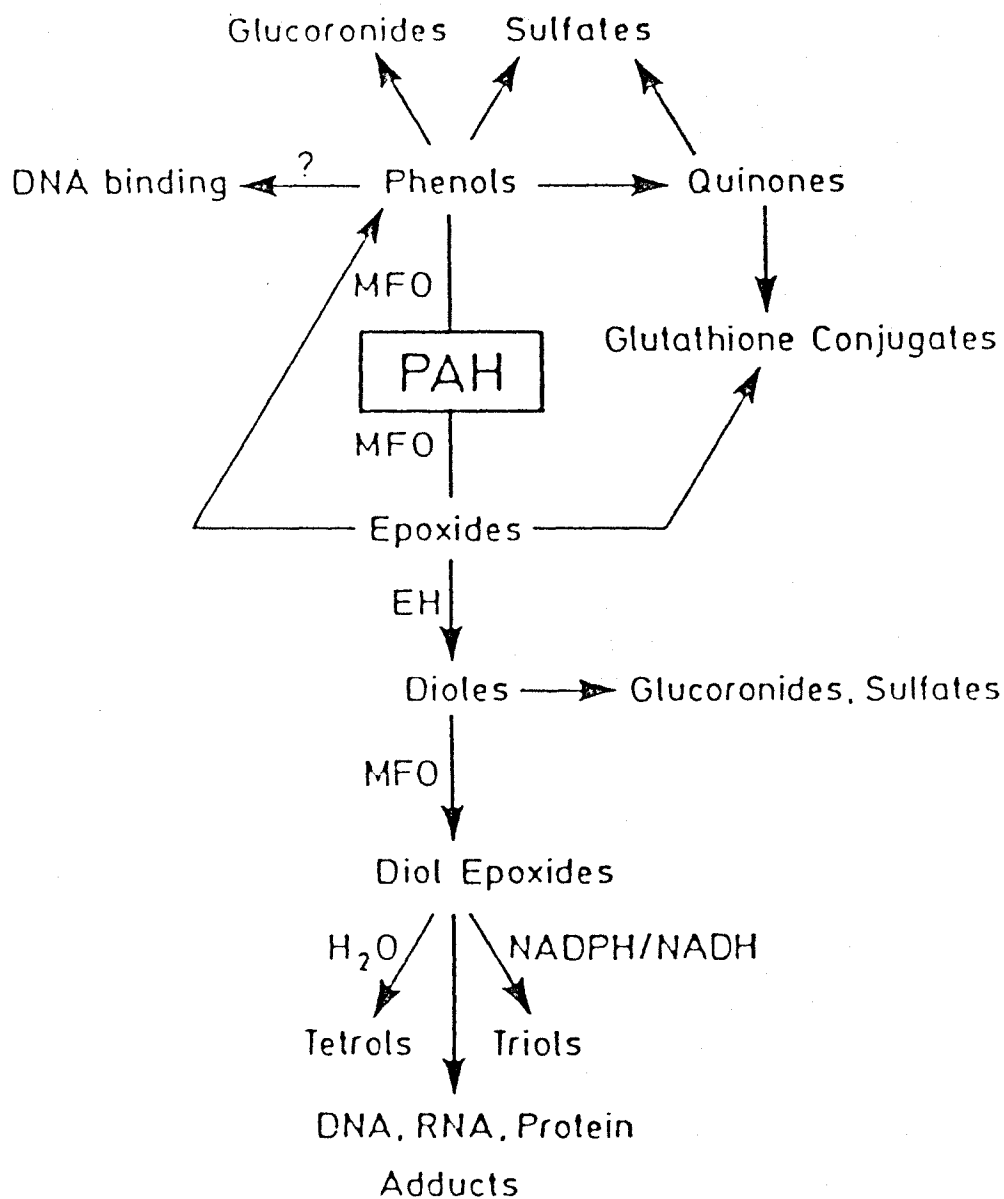 Glucoronides Sulfates
?
DNA binding Phenols Quinones
MFO
Glutathione Conjugates
PAH
MFO
Epoxides
EH
Dioles Glucoronides, Sulfates
MFO
Diol Epoxides
H₂O NADPH/NADH
Tetrols Triols
DNA, RNA, Protein
Adducts